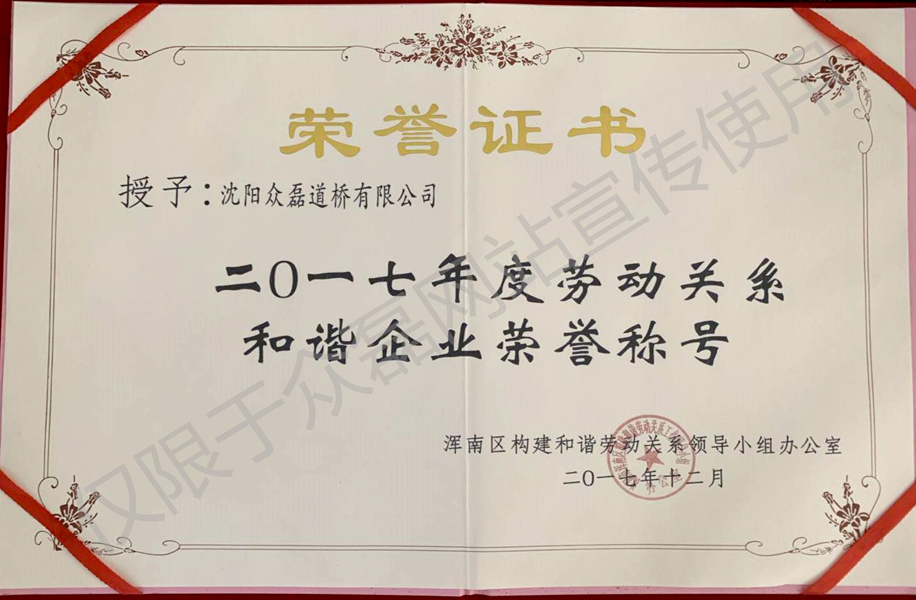 荣誉证书
授予：沈阳众磊道桥有限公司
二O一七年度劳动关系
和谐企业荣誉称号
浑南区构建和谐劳动关系领导小组办公室
二O一七年十二月
仅限于众磊网站宣传使用